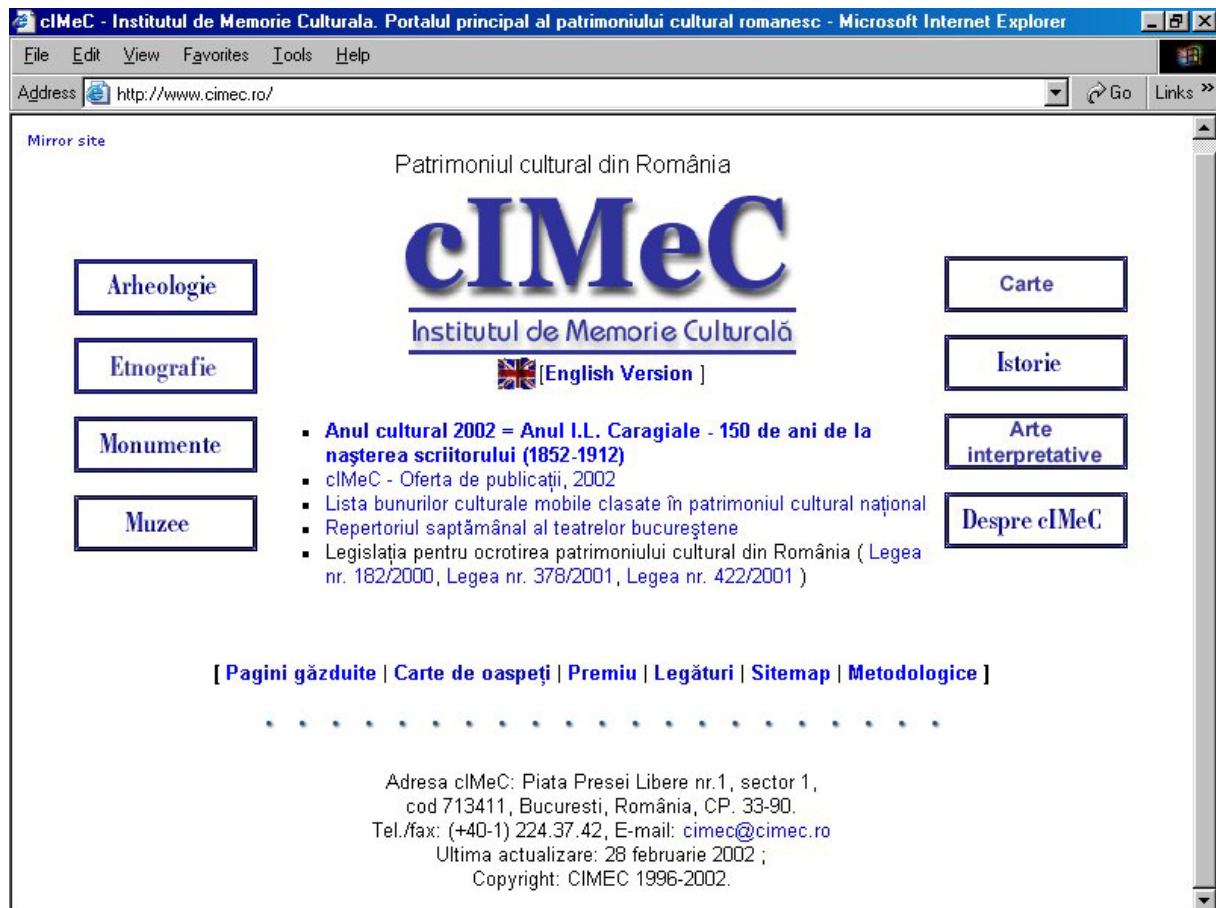 cIMeC - Institutul de Memorie Culturala. Portalul principal al patrimoniului cultural romanesc - Microsoft Internet Explorer
File Edit View Favorites Tools Help
Address http://www.cimec.ro/ Go Links »
Mirror site
Patrimoniul cultural din România
cIMeC
Institutul de Memorie Culturală
[English Version ]
Arheologie
Etnografie
Monumente
Muzee
Anul cultural 2002 = Anul I.L. Caragiale - 150 de ani de la
naşterea scriitorului (1852-1912)
cIMeC - Oferta de publicaţii, 2002
Lista bunurilor culturale mobile clasate în patrimoniul cultural naţional
Repertoriul saptămânal al teatrelor bucureştene
Legislaţia pentru ocrotirea patrimoniului cultural din România ( Legea
nr. 182/2000, Legea nr. 378/2001, Legea nr. 422/2001 )
Carte
Istorie
Arte
interpretative
Despre cIMeC
[ Pagini găzduite | Carte de oaspeţi | Premiu | Legături | Sitemap | Metodologice ]
Adresa cIMeC: Piata Presei Libere nr.1, sector 1,
cod 713411, Bucuresti, România, CP. 33-90.
Tel./fax: (+40-1) 224.37.42, E-mail: cimec@cimec.ro
Ultima actualizare: 28 februarie 2002 ;
Copyright: CIMEC 1996-2002.